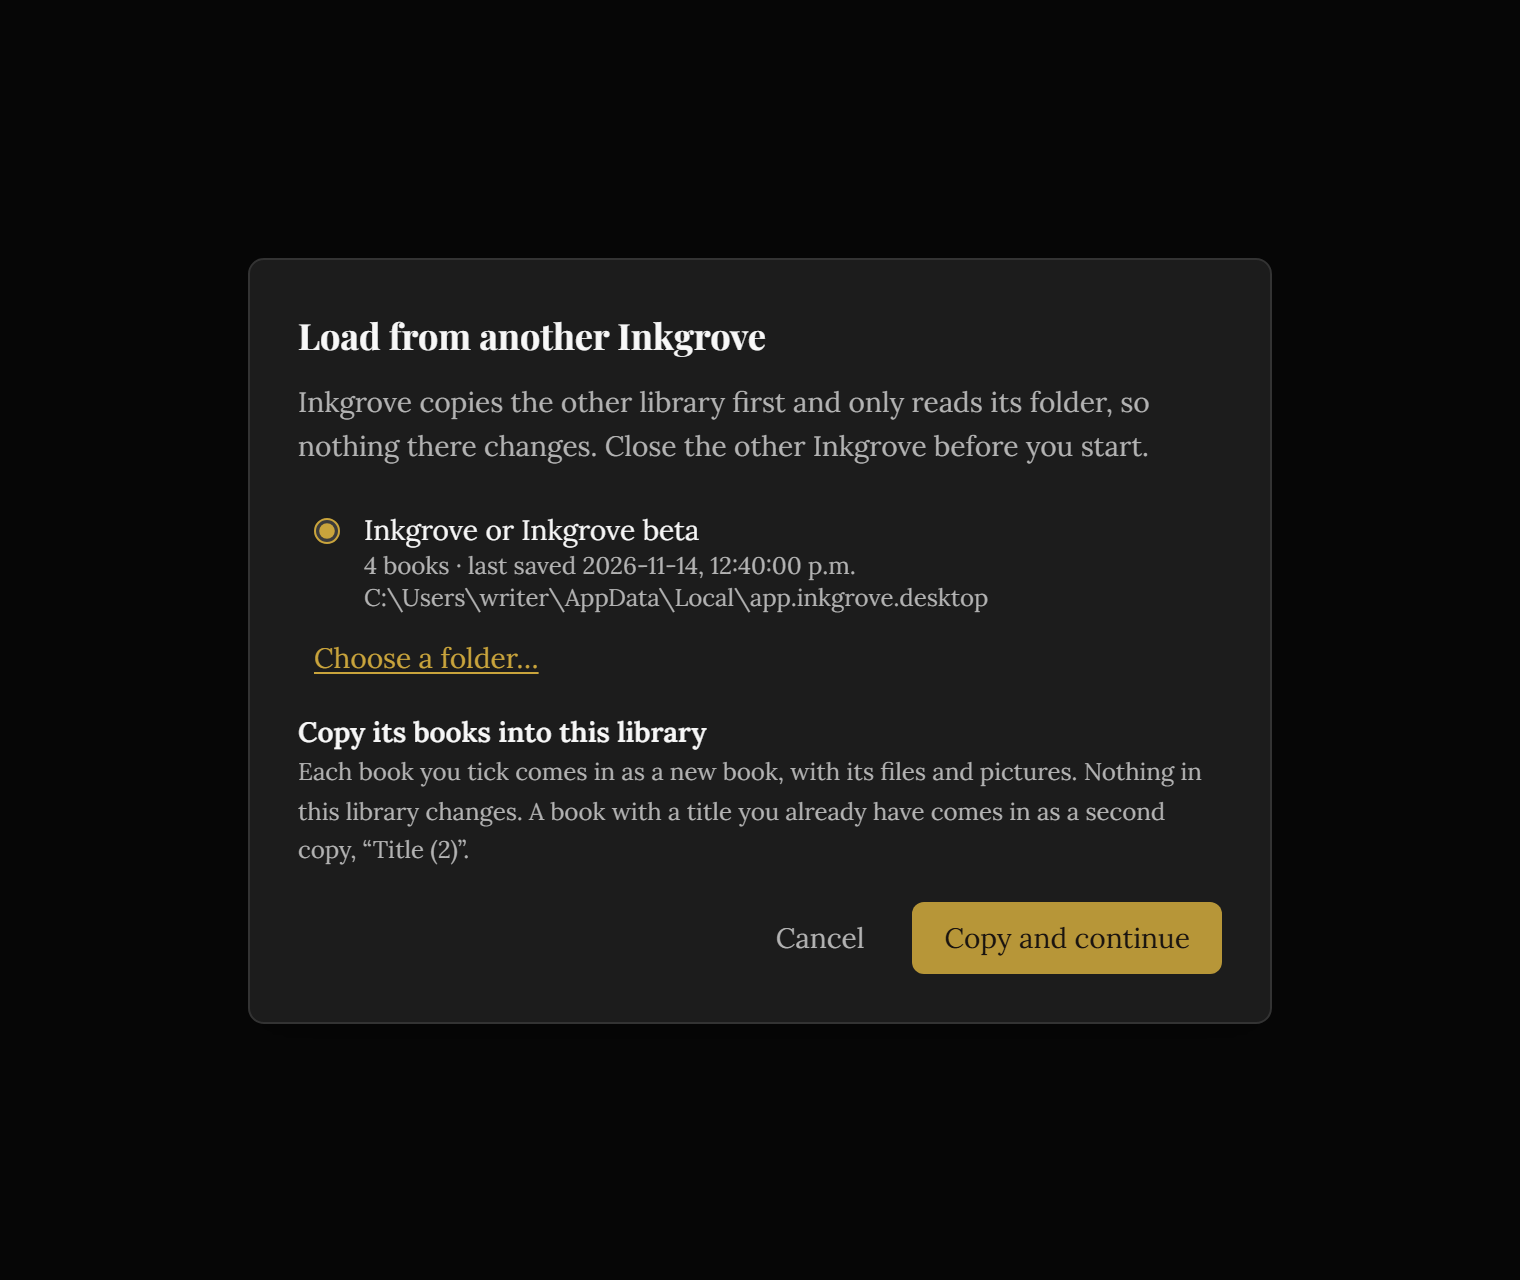 Load from another Inkgrove
Inkgrove copies the other library first and only reads its folder, so
nothing there changes. Close the other Inkgrove before you start.
Inkgrove or Inkgrove beta
4 books · last saved 2026-11-14, 12:40:00 p.m.
C:\Users\writer\AppData\Local\app.inkgrove.desktop
Choose a folder…
Copy its books into this library
Each book you tick comes in as a new book, with its files and pictures. Nothing in
this library changes. A book with a title you already have comes in as a second
copy, “Title (2)”.
Cancel
Copy and continue